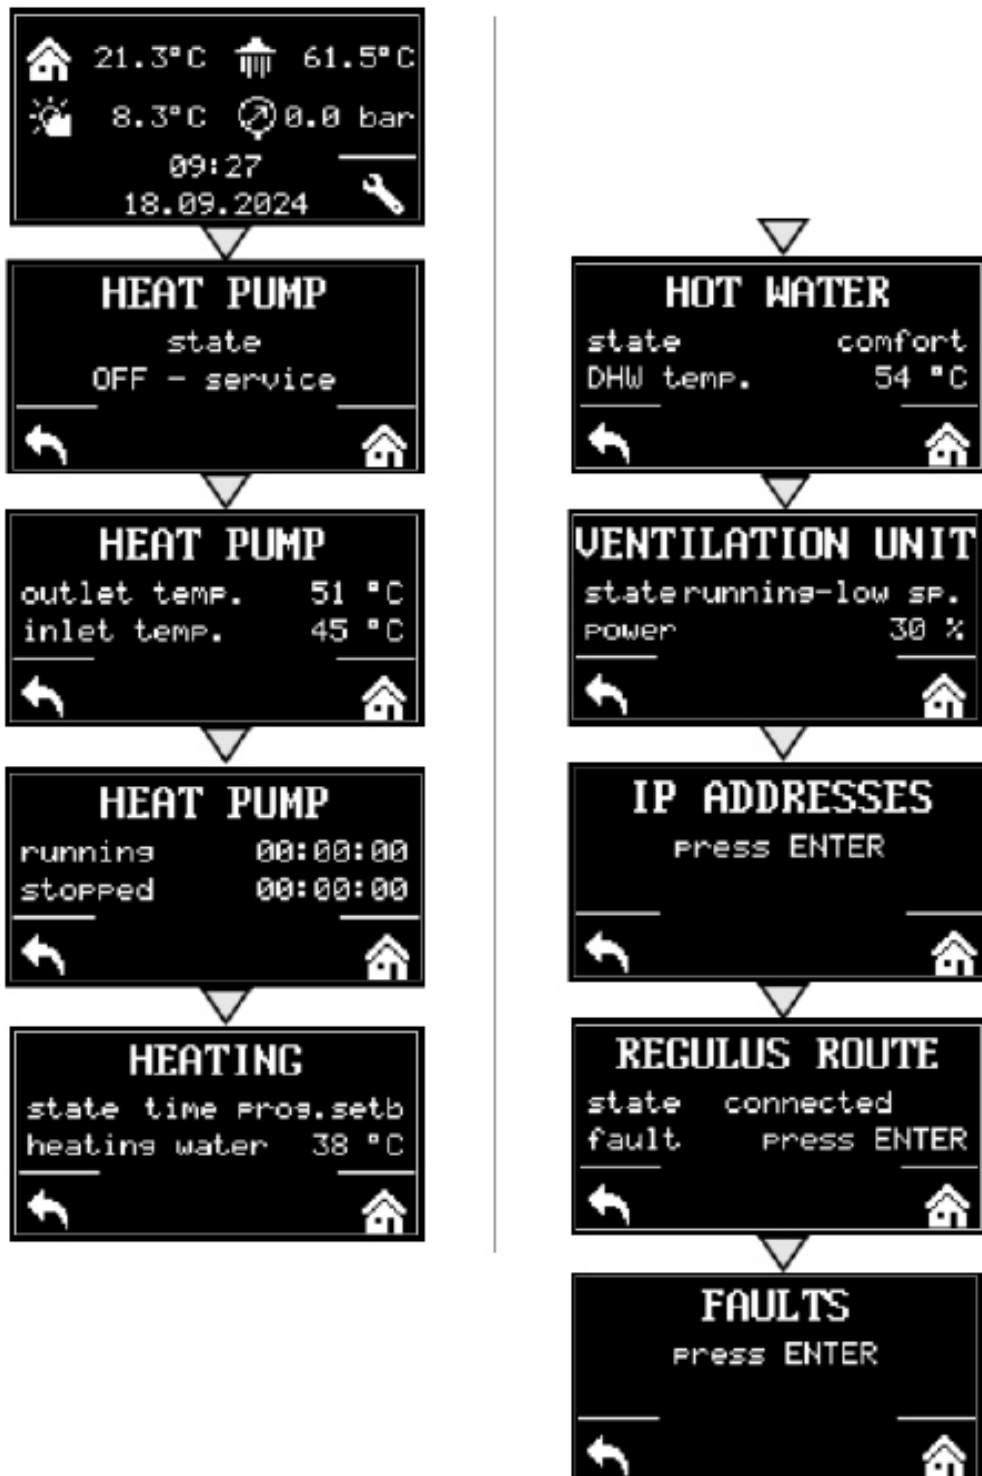 21.3°C 61.5°C
8.3°C 0.0 bar
09:27
18.09.2024
HEAT PUMP
state
OFF - service
HEAT PUMP
outlet temp. 51 °C
inlet temp. 45 °C
HEAT PUMP
running 00:00:00
stopped 00:00:00
HEATING
state time prog.setb
heating water 38 °C
HOT WATER
state comfort
DHW temp. 54 °C
VENTILATION UNIT
state running-low sp.
power 30 %
IP ADDRESSES
press ENTER
REGULUS ROUTE
state connected
fault press ENTER
FAULTS
press ENTER